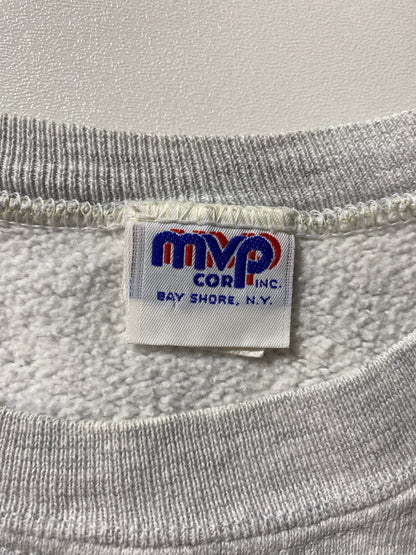 mvp
CORP INC.
BAY SHORE, N.Y.